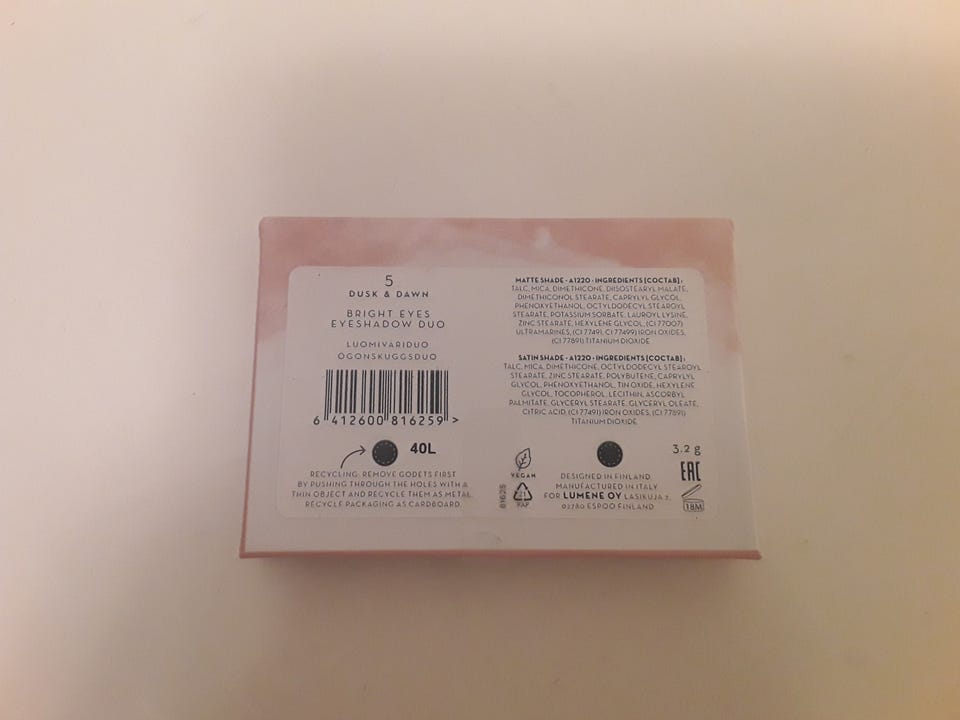 5
DUSK & DAWN
BRIGHT EYES
EYESHADOW DUO
LUOMIVÄRIDUO
ÖGONSKUGGSDUO
6 412600 816259 >
40L
RECYCLING: REMOVE GODETS FIRST
BY PUSHING THROUGH THE HOLES WITH A
THIN OBJECT AND RECYCLE THEM AS METAL.
RECYCLE PACKAGING AS CARDBOARD.
MATTE SHADE - A1220 - INGREDIENTS [COCTAB]:
TALC, MICA, DIMETHICONE, DIISOSTEARYL MALATE,
DIMETHICONOL STEARATE, CAPRYLYL GLYCOL,
PHENOXYETHANOL, OCTYLDODECYL STEAROYL
STEARATE, POTASSIUM SORBATE, LAUROYL LYSINE,
ZINC STEARATE, HEXYLENE GLYCOL, (CI 77007)
ULTRAMARINES, (CI 77491, CI 77499) IRON OXIDES,
(CI 77891) TITANIUM DIOXIDE
SATIN SHADE - A1220 - INGREDIENTS [COCTAB]:
TALC, MICA, DIMETHICONE, OCTYLDODECYL STEAROYL
STEARATE, ZINC STEARATE, POLYBUTENE, CAPRYLYL
GLYCOL, PHENOXYETHANOL, TIN OXIDE, HEXYLENE
GLYCOL, TOCOPHEROL, LECITHIN, ASCORBYL
PALMITATE, GLYCERYL STEARATE, GLYCERYL OLEATE,
CITRIC ACID, (CI 77491) IRON OXIDES, (CI 77891)
TITANIUM DIOXIDE
VEGAN
81625
21
PAP
DESIGNED IN FINLAND.
MANUFACTURED IN ITALY
FOR LUMENE OY LASIKUJA 2,
02780 ESPOO FINLAND
3.2 g
EAC
18M